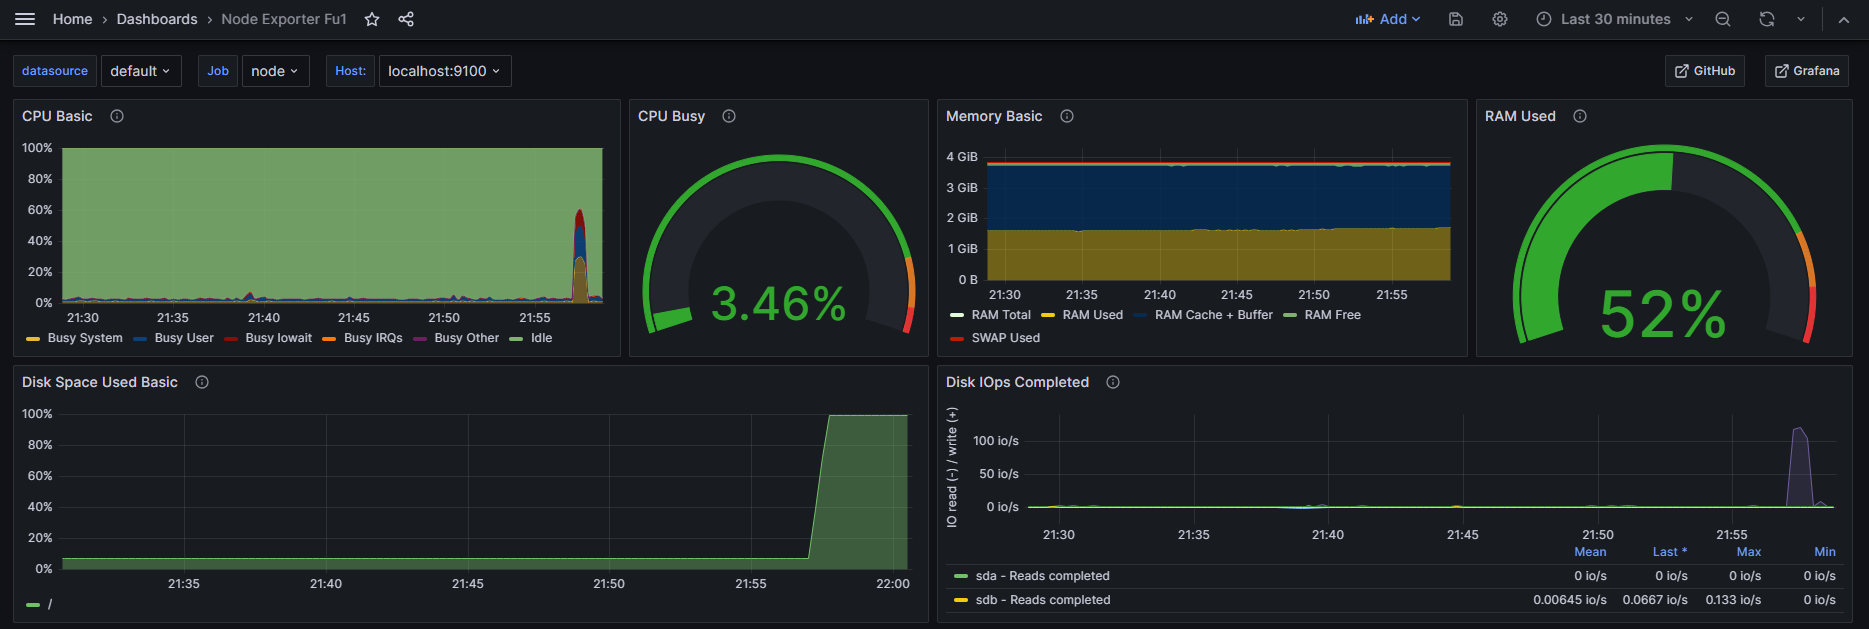 Home › Dashboards › Node Exporter Fu1
Add
Last 30 minutes
datasource default Job node Host: localhost:9100
GitHub Grafana
CPU Basic
100%
80%
60%
40%
20%
0%
21:30 21:35 21:40 21:45 21:50 21:55
Busy System Busy User Busy Iowait Busy IRQs Busy Other Idle
CPU Busy
3.46%
Memory Basic
4 GiB
3 GiB
2 GiB
1 GiB
0 B
21:30 21:35 21:40 21:45 21:50 21:55
RAM Total RAM Used RAM Cache + Buffer RAM Free
SWAP Used
RAM Used
52%
Disk Space Used Basic
100%
80%
60%
40%
20%
0%
21:35 21:40 21:45 21:50 21:55 22:00
/
Disk IOps Completed
IO read (-) / write (+)
100 io/s
50 io/s
0 io/s
21:30 21:35 21:40 21:45 21:50 21:55
Mean Last * Max Min
sda - Reads completed 0 io/s 0 io/s 0 io/s 0 io/s
sdb - Reads completed 0.00645 io/s 0.0667 io/s 0.133 io/s 0 io/s